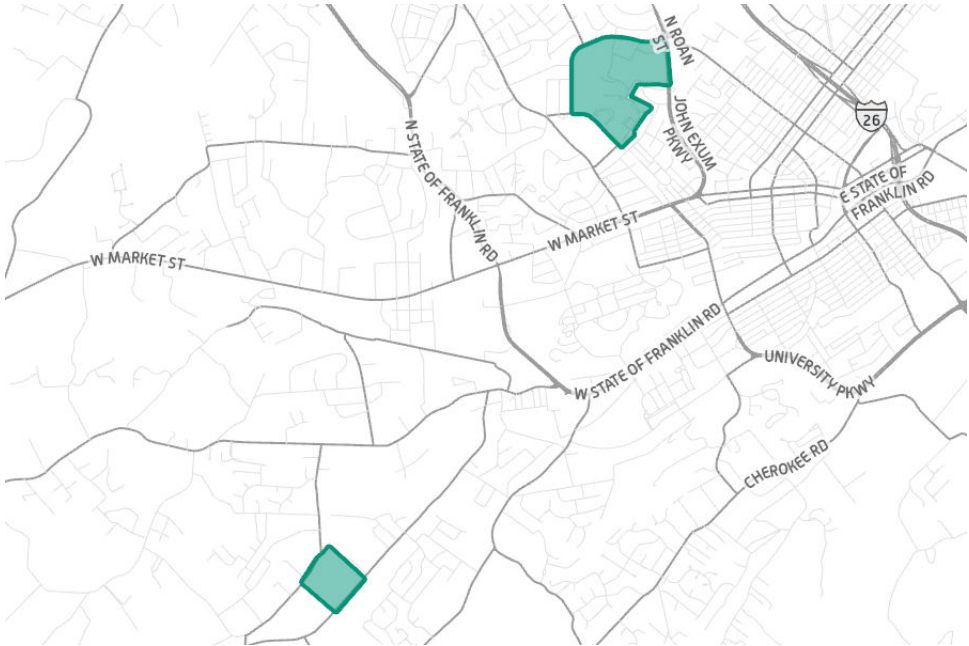 N ROAN
ST
JOHN EXUM
PKWY
26
N STATE OF FRANKLIN RD
E STATE OF
FRANKLIN RD
W MARKET ST
W MARKET ST
W STATE OF FRANKLIN RD
UNIVERSITY PKWY
CHEROKEE RD